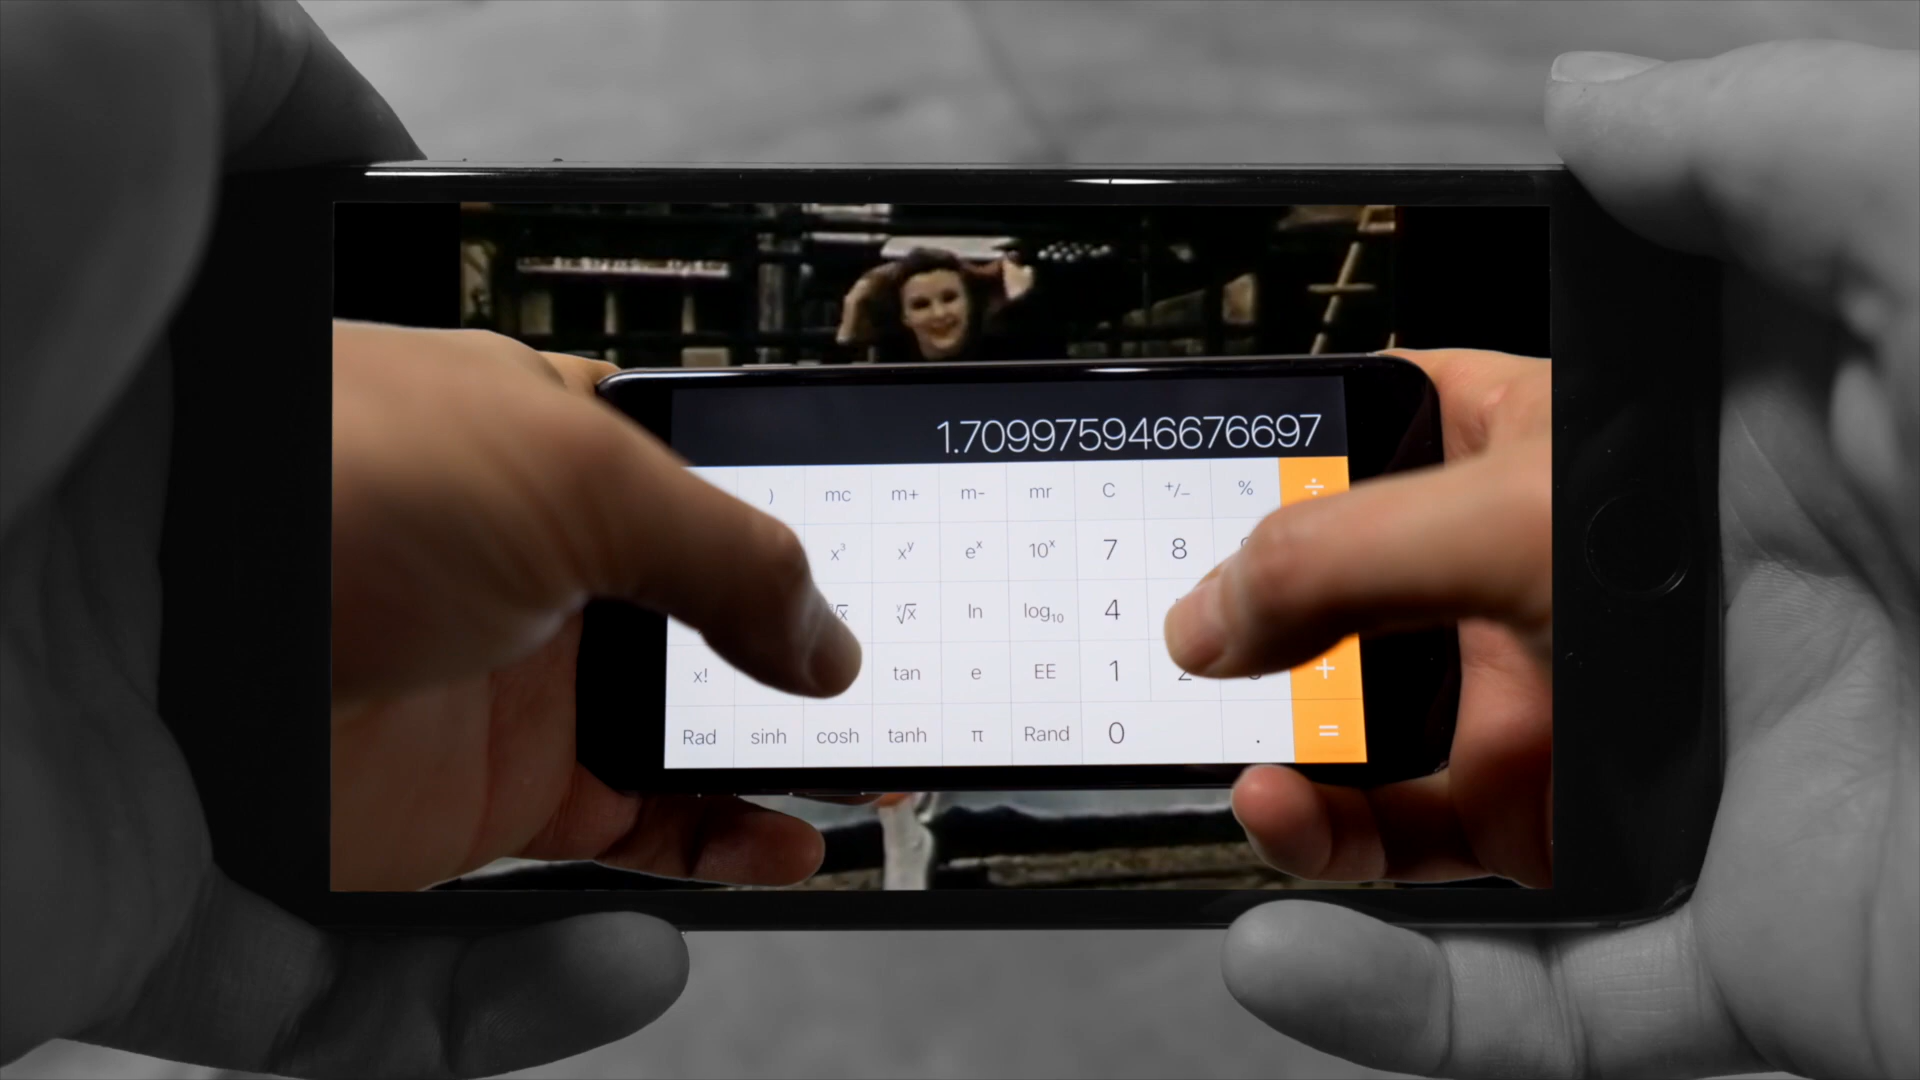 1.709975946676697
) mc m+ m- mr C +/- % ÷
x³ xʸ eˣ 10ˣ 7 8
ʸ√x ln log₁₀ 4
x! tan e EE 1 2 +
Rad sinh cosh tanh π Rand 0 . =